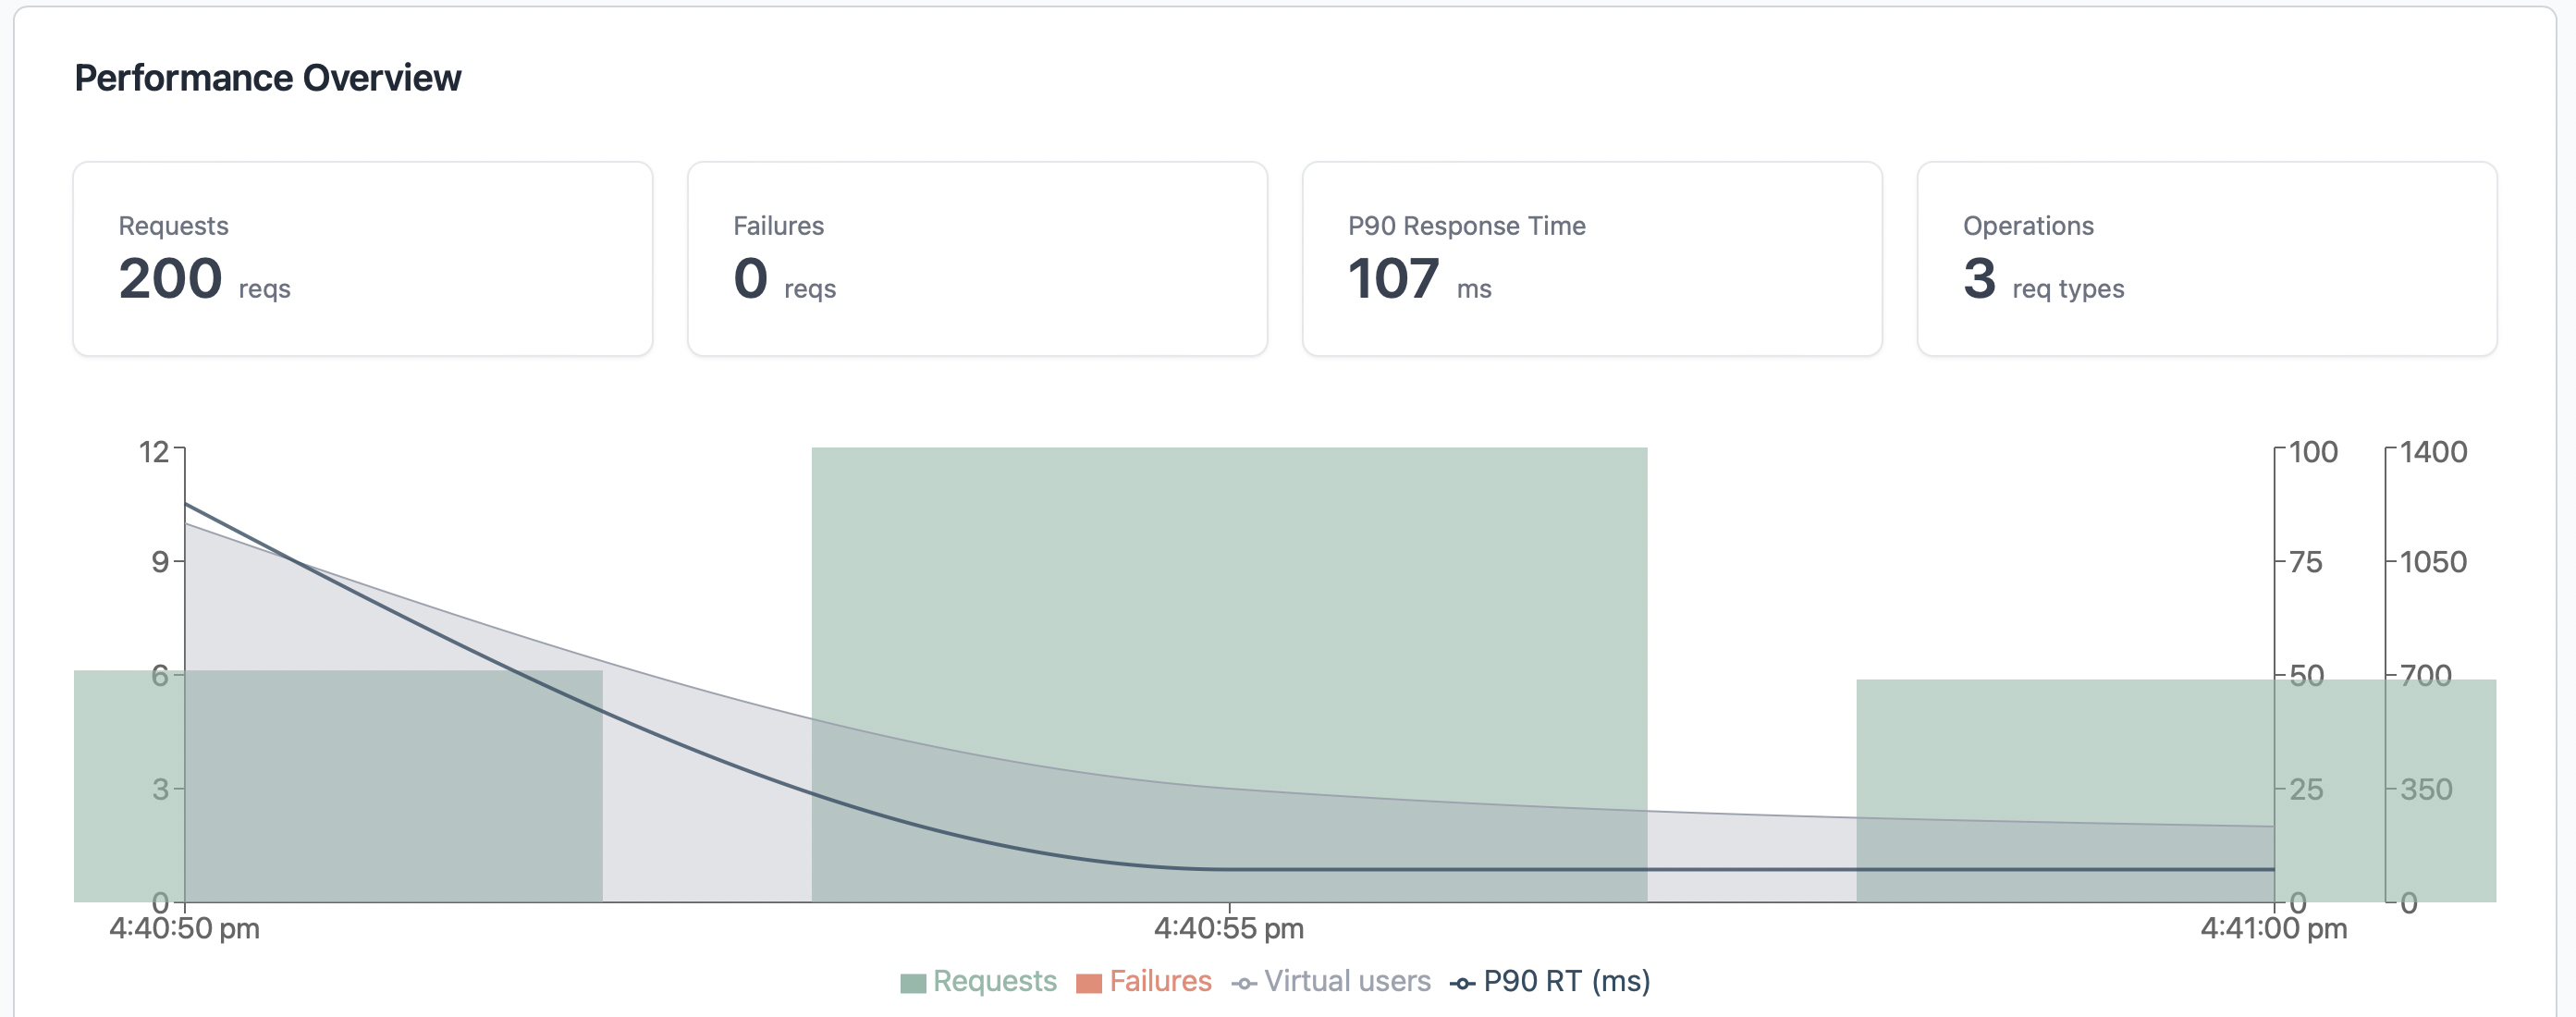 Performance Overview
Requests
200 reqs
Failures
0 reqs
P90 Response Time
107 ms
Operations
3 req types
12
9
6
3
0
100
75
50
25
0
1400
1050
700
350
0
4:40:50 pm
4:40:55 pm
4:41:00 pm
Requests Failures Virtual users P90 RT (ms)